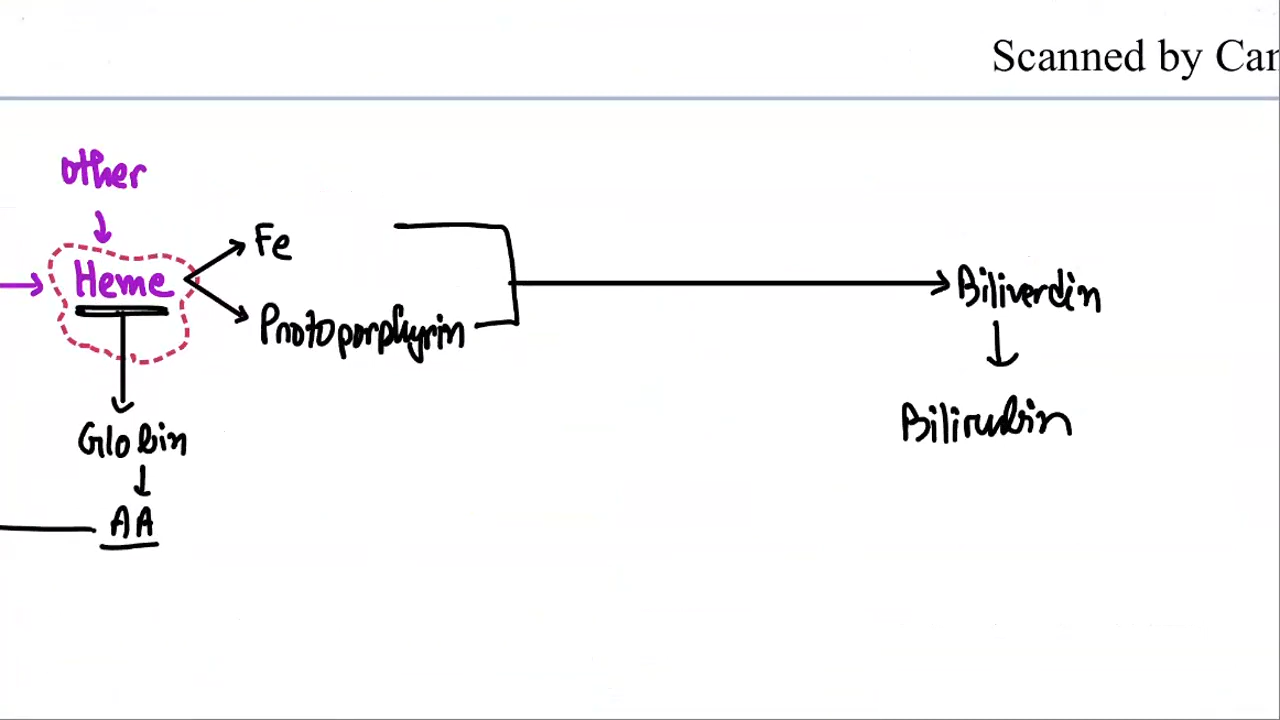 Scanned by Car
other
Heme
Fe
Protoporphyrin
Biliverdin
Bilirubin
Globin
AA